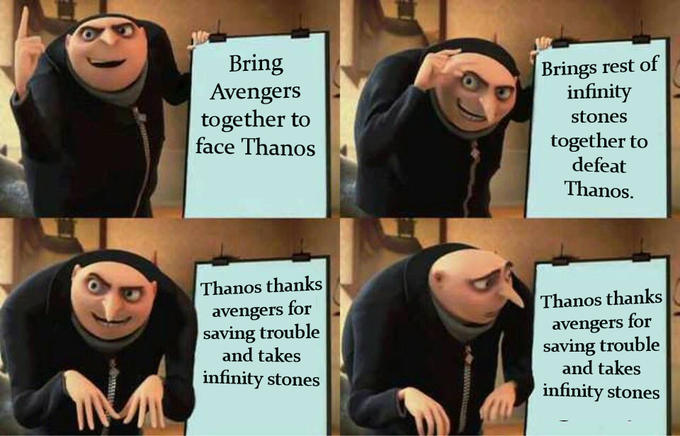 Bring
Avengers
together to
face Thanos
Brings rest of
infinity
stones
together to
defeat
Thanos.
Thanos thanks
avengers for
saving trouble
and takes
infinity stones
Thanos thanks
avengers for
saving trouble
and takes
infinity stones